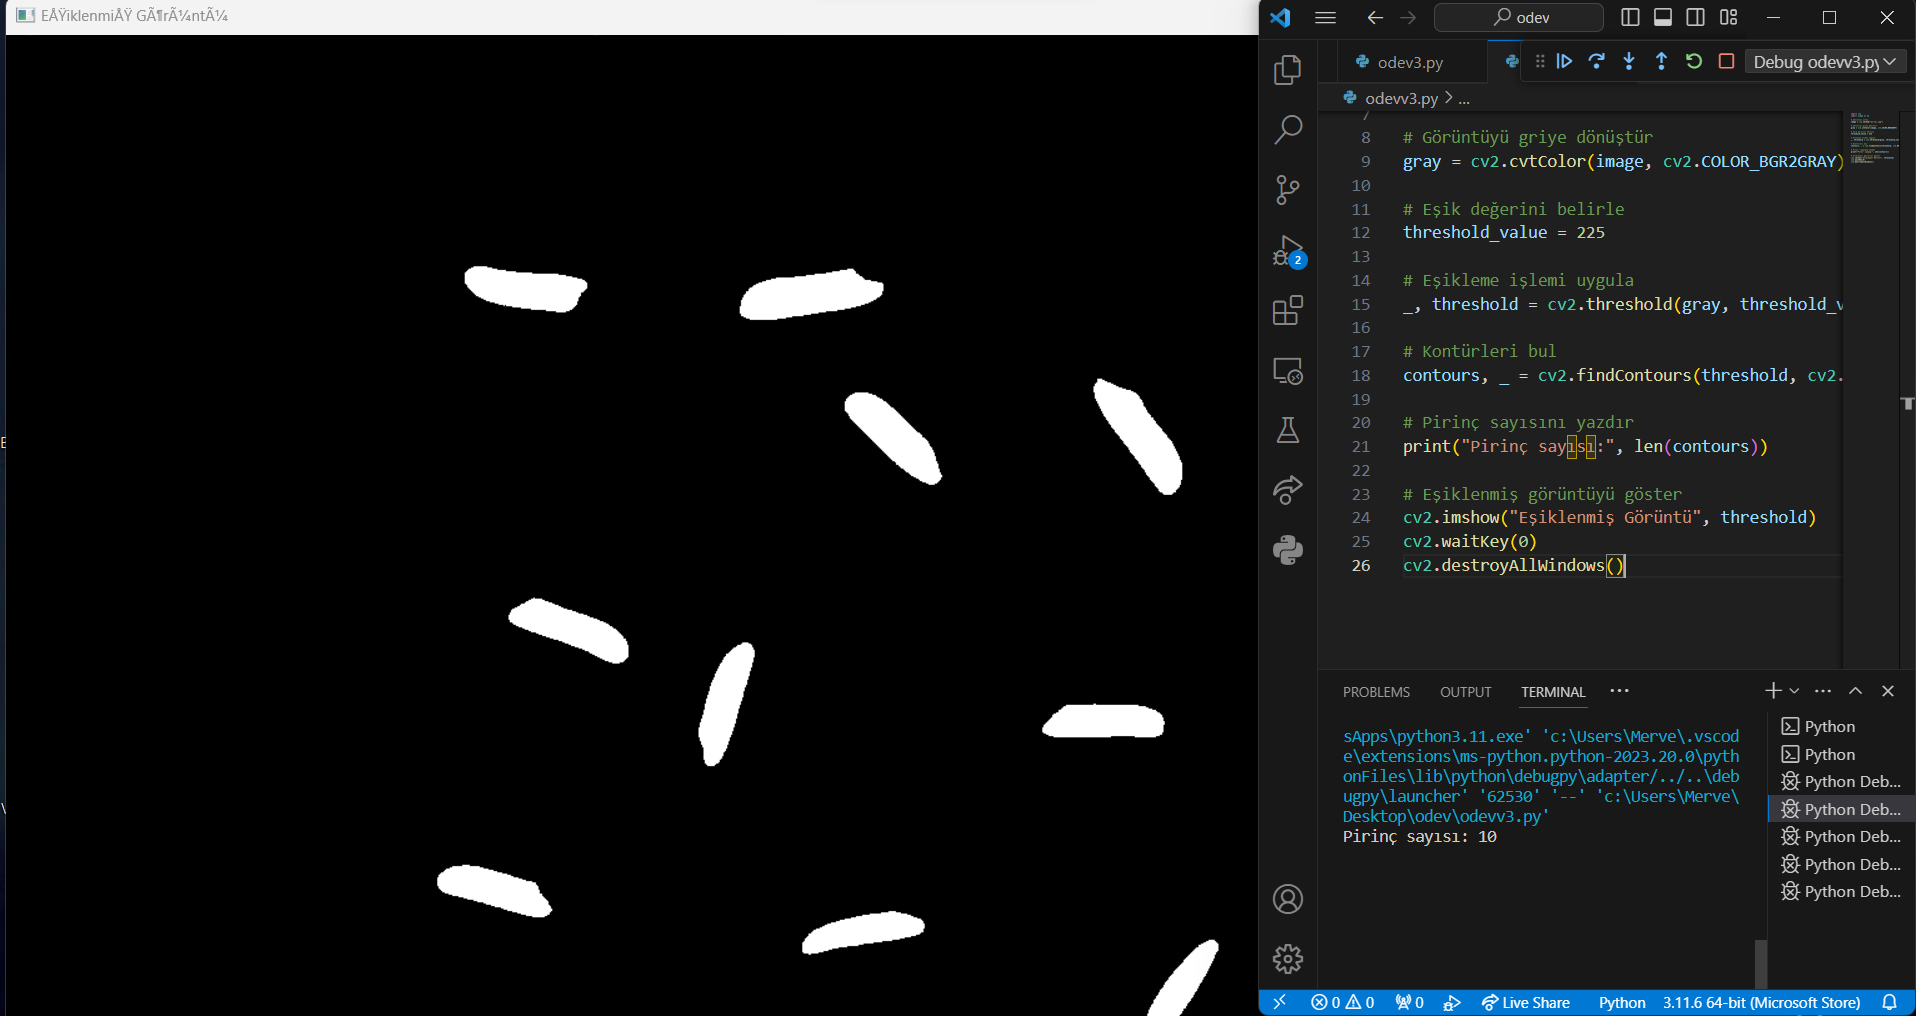 EÅŸiklenmiÅŸ GÃ¶rÃ¼ntÃ¼
odev
odev3.py
Debug odevv3.py
odevv3.py > ...
7
8 # Görüntüyü griye dönüştür
9 gray = cv2.cvtColor(image, cv2.COLOR_BGR2GRAY)
10
11 # Eşik değerini belirle
12 threshold_value = 225
13
14 # Eşikleme işlemi uygula
15 _, threshold = cv2.threshold(gray, threshold_v
16
17 # Kontürleri bul
18 contours, _ = cv2.findContours(threshold, cv2.
19
20 # Pirinç sayısını yazdır
21 print("Pirinç sayısı:", len(contours))
22
23 # Eşiklenmiş görüntüyü göster
24 cv2.imshow("Eşiklenmiş Görüntü", threshold)
25 cv2.waitKey(0)
26 cv2.destroyAllWindows()
2
PROBLEMS OUTPUT TERMINAL ...
sApps\python3.11.exe' 'c:\Users\Merve\.vscod
e\extensions\ms-python.python-2023.20.0\pyth
onFiles\lib\python\debugpy\adapter/../..\deb
ugpy\launcher' '62530' '--' 'c:\Users\Merve\
Desktop\odev\odevv3.py'
Pirinç sayısı: 10
Python
Python
Python Deb...
Python Deb...
Python Deb...
Python Deb...
Python Deb...
0 0 0 Live Share Python 3.11.6 64-bit (Microsoft Store)